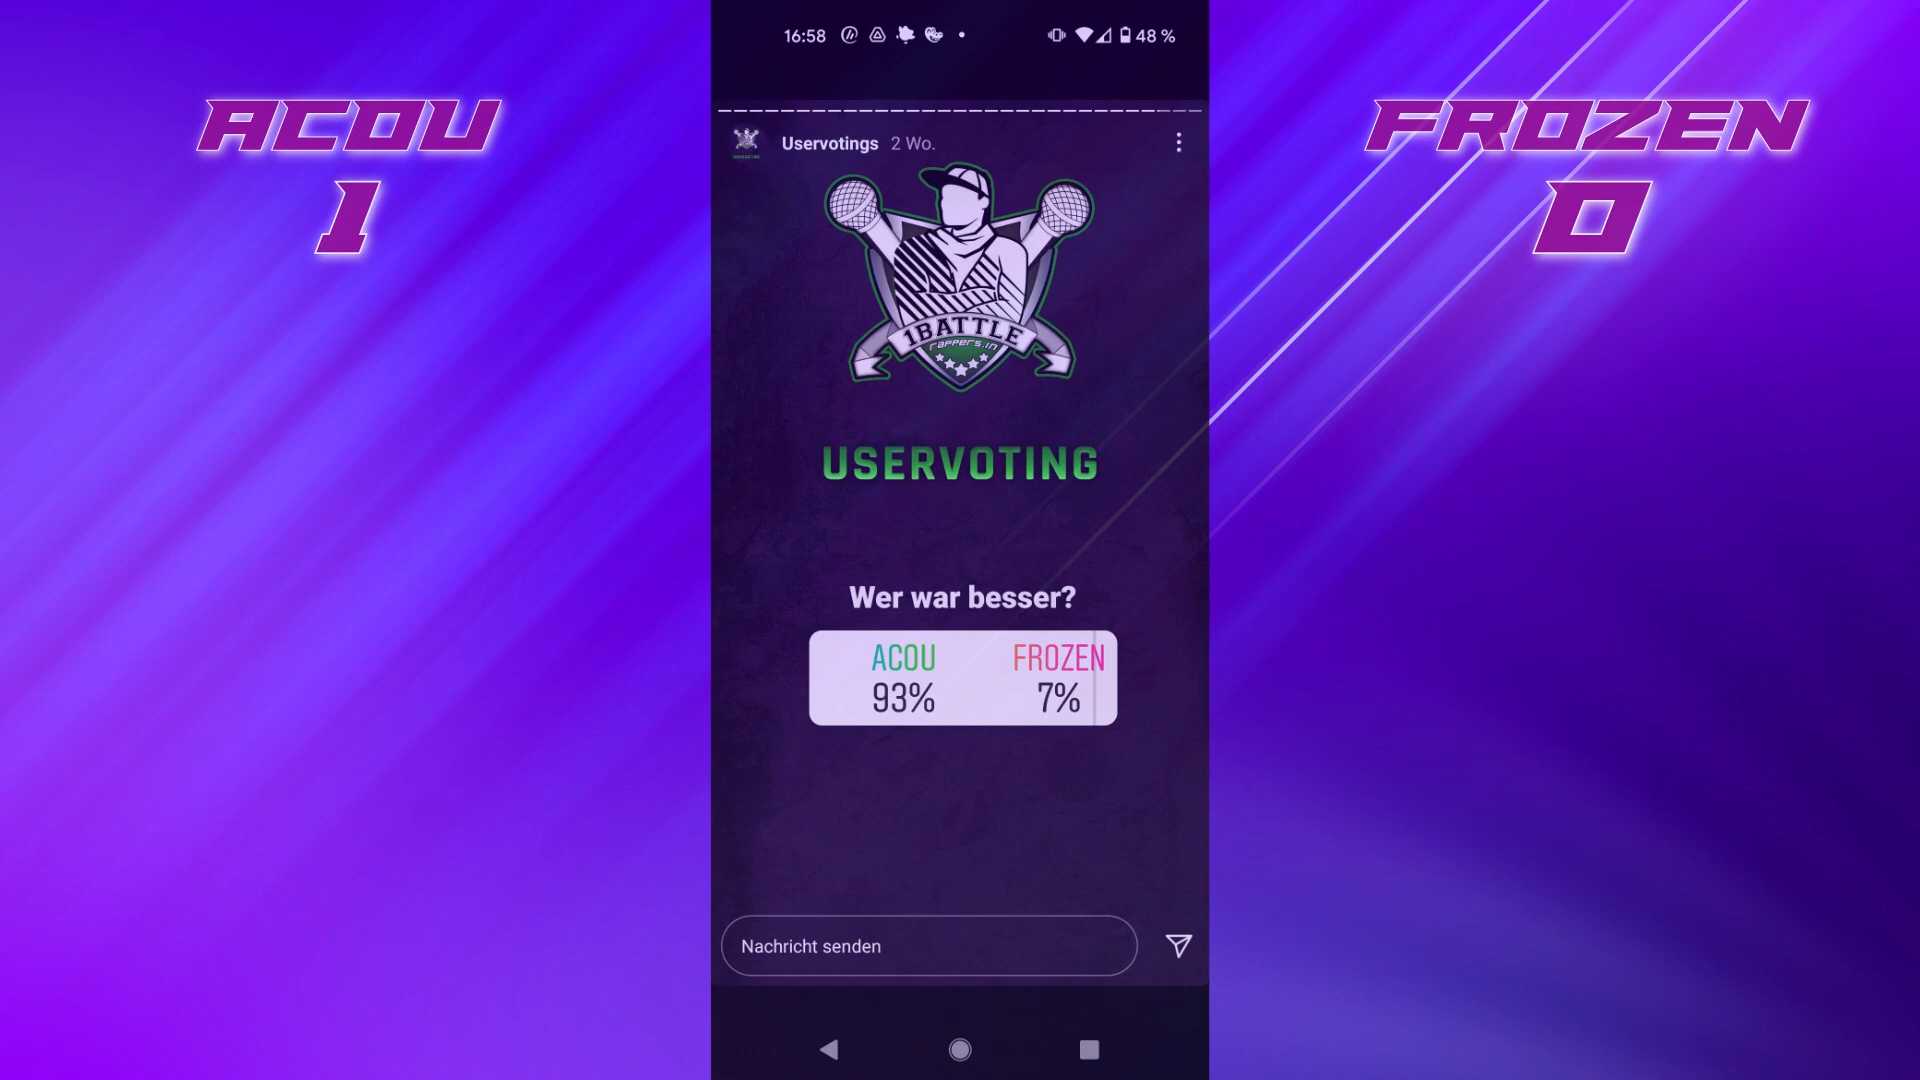 16:58 48 %
ACOU
1
FROZEN
0
Uservotings 2 Wo.
1BATTLE
rappers.in
USERVOTING
Wer war besser?
ACOU FROZEN
93% 7%
Nachricht senden